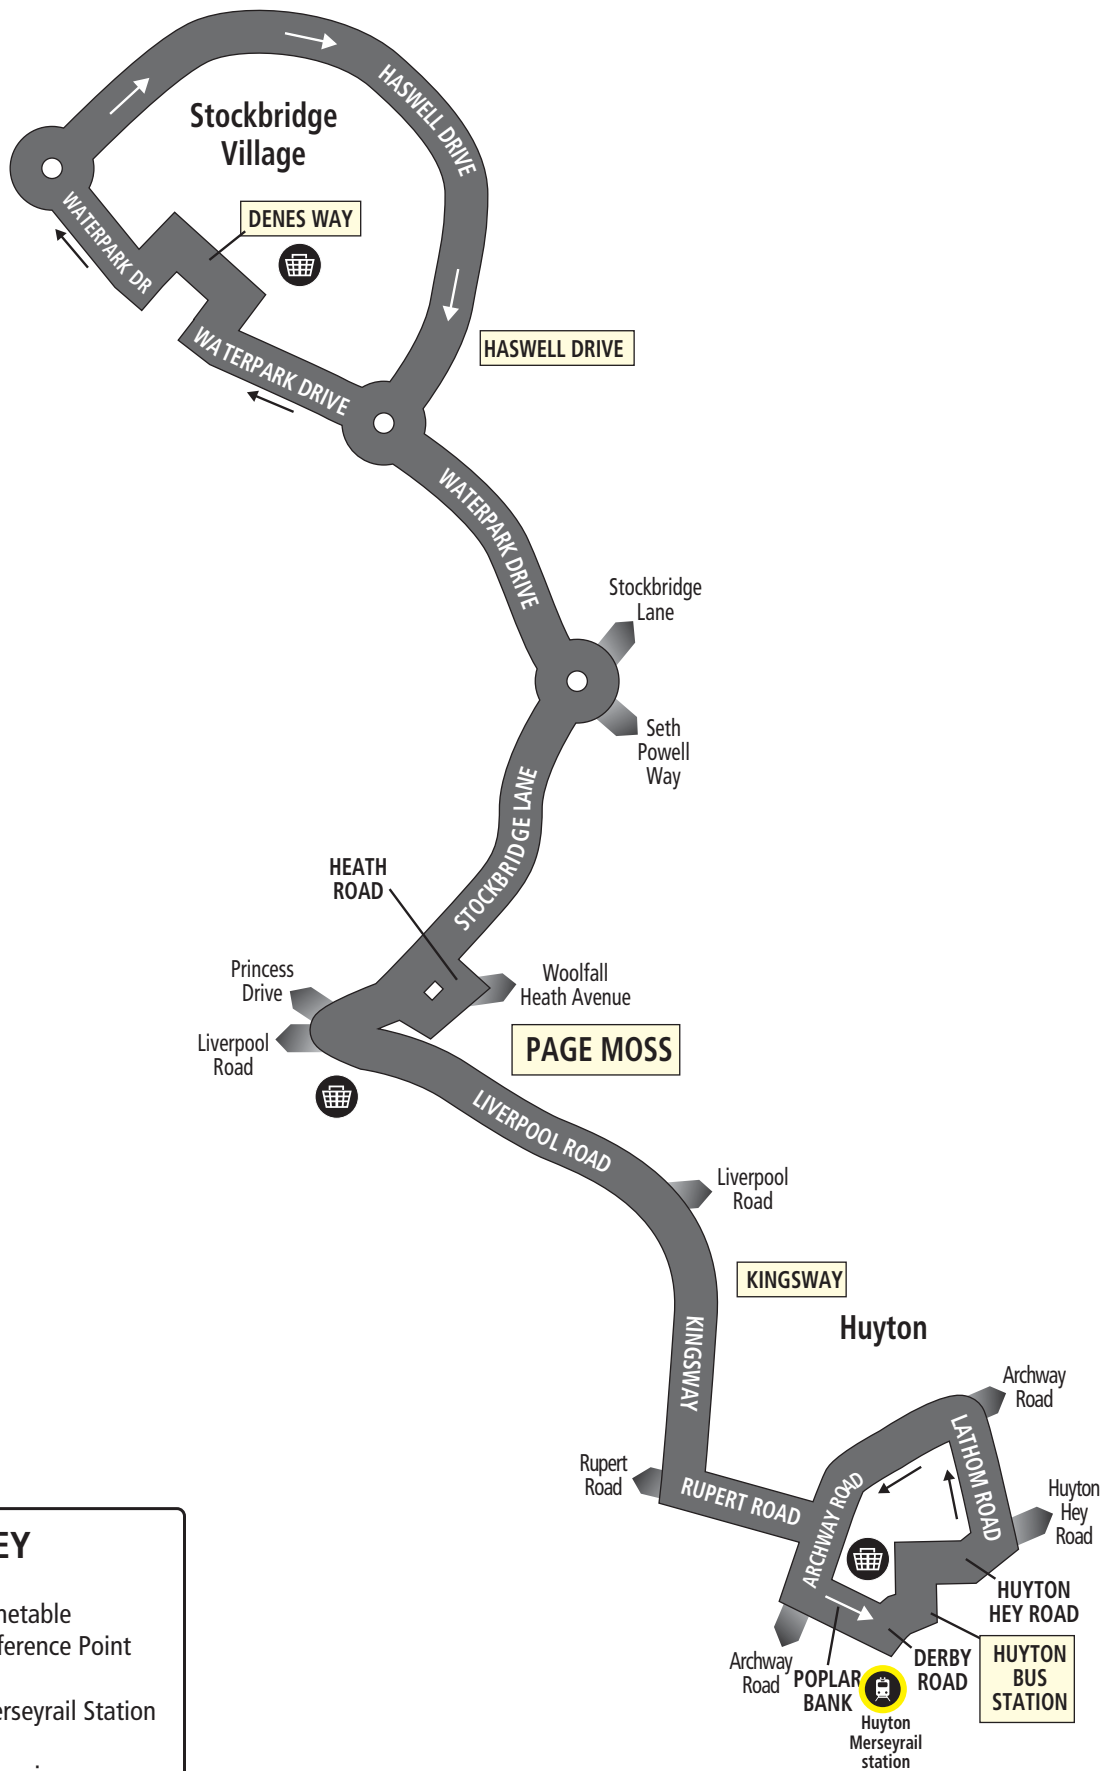 HASWELL DRIVE
Stockbridge
Village
WATERPARK DR
DENES WAY
WATERPARK DRIVE
HASWELL DRIVE
WATERPARK DRIVE
Stockbridge
Lane
Seth
Powell
Way
STOCKBRIDGE LANE
HEATH
ROAD
Princess
Drive
Woolfall
Heath Avenue
Liverpool
Road
PAGE MOSS
LIVERPOOL ROAD
Liverpool
Road
KINGSWAY
KINGSWAY
Huyton
Archway
Road
LATHOM ROAD
Rupert
Road
RUPERT ROAD
ARCHWAY ROAD
Huyton
Hey
Road
HUYTON
HEY ROAD
Archway
Road
POPLAR
BANK
DERBY
ROAD
HUYTON
BUS
STATION
Huyton
Merseyrail
station
EY
netable
ference Point
erseyrail Station